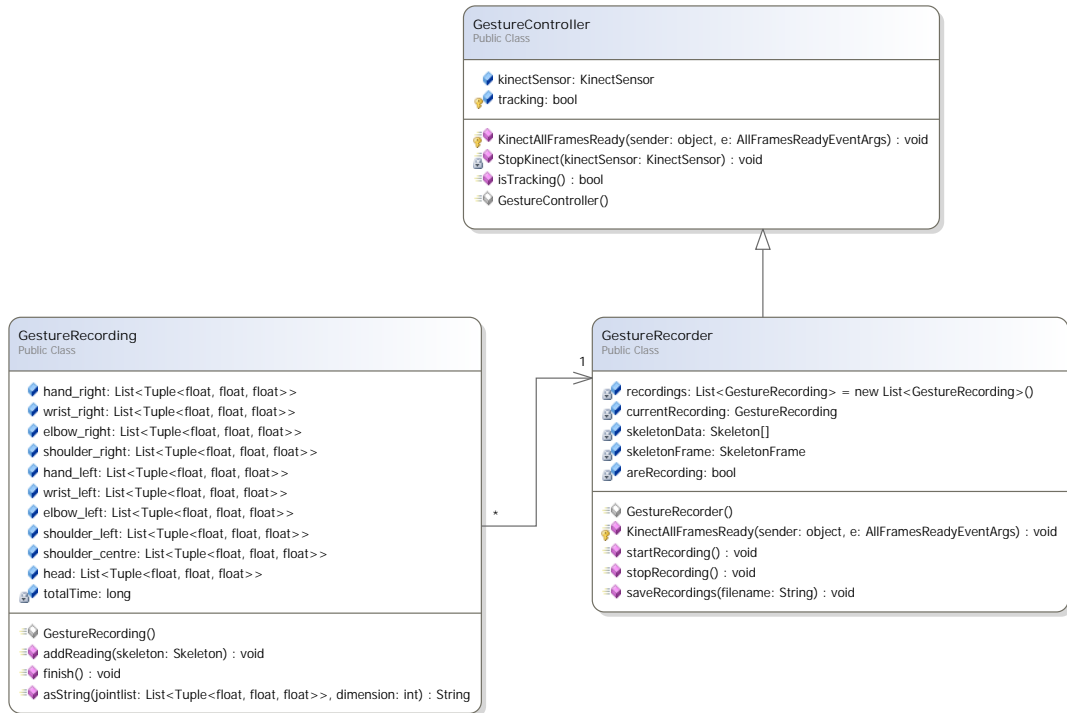 GestureController
Public Class
kinectSensor: KinectSensor
tracking: bool
KinectAllFramesReady(sender: object, e: AllFramesReadyEventArgs) : void
StopKinect(kinectSensor: KinectSensor) : void
isTracking() : bool
GestureController()
GestureRecording
Public Class
hand_right: List<Tuple<float, float, float>>
wrist_right: List<Tuple<float, float, float>>
elbow_right: List<Tuple<float, float, float>>
shoulder_right: List<Tuple<float, float, float>>
hand_left: List<Tuple<float, float, float>>
wrist_left: List<Tuple<float, float, float>>
elbow_left: List<Tuple<float, float, float>>
shoulder_left: List<Tuple<float, float, float>>
shoulder_centre: List<Tuple<float, float, float>>
head: List<Tuple<float, float, float>>
totalTime: long
GestureRecording()
addReading(skeleton: Skeleton) : void
finish() : void
asString(jointlist: List<Tuple<float, float, float>>, dimension: int) : String
*
1
GestureRecorder
Public Class
recordings: List<GestureRecording> = new List<GestureRecording>()
currentRecording: GestureRecording
skeletonData: Skeleton[]
skeletonFrame: SkeletonFrame
areRecording: bool
GestureRecorder()
KinectAllFramesReady(sender: object, e: AllFramesReadyEventArgs) : void
startRecording() : void
stopRecording() : void
saveRecordings(filename: String) : void